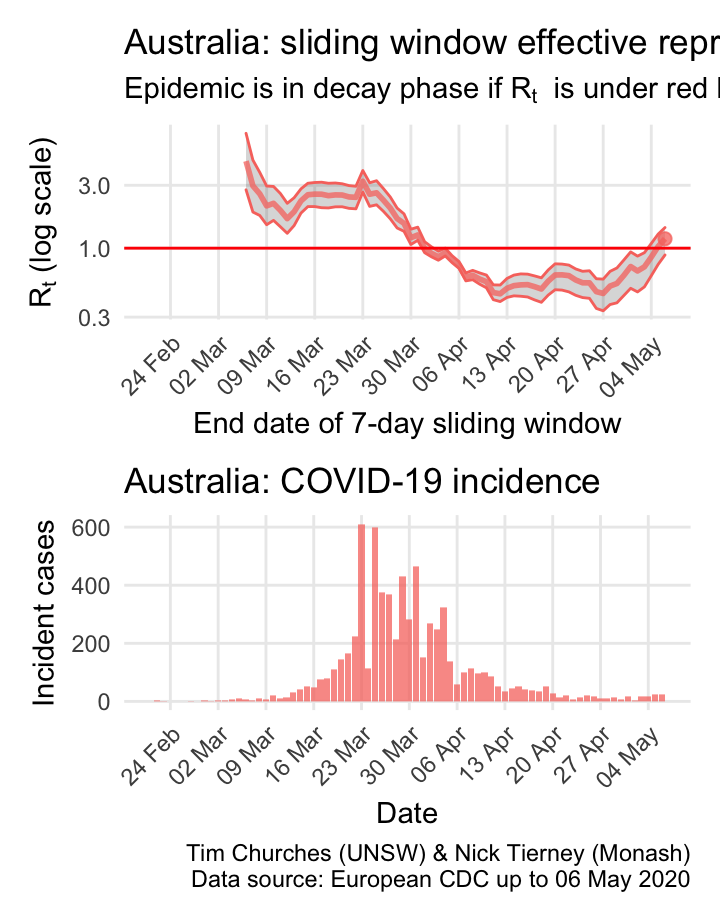 Australia: sliding window effective repr
Epidemic is in decay phase if Rt is under red
Rt (log scale)
3.0
1.0
0.3
24 Feb
02 Mar
09 Mar
16 Mar
23 Mar
30 Mar
06 Apr
13 Apr
20 Apr
27 Apr
04 May
End date of 7-day sliding window
Australia: COVID-19 incidence
Incident cases
600
400
200
0
24 Feb
02 Mar
09 Mar
16 Mar
23 Mar
30 Mar
06 Apr
13 Apr
20 Apr
27 Apr
04 May
Date
Tim Churches (UNSW) & Nick Tierney (Monash)
Data source: European CDC up to 06 May 2020